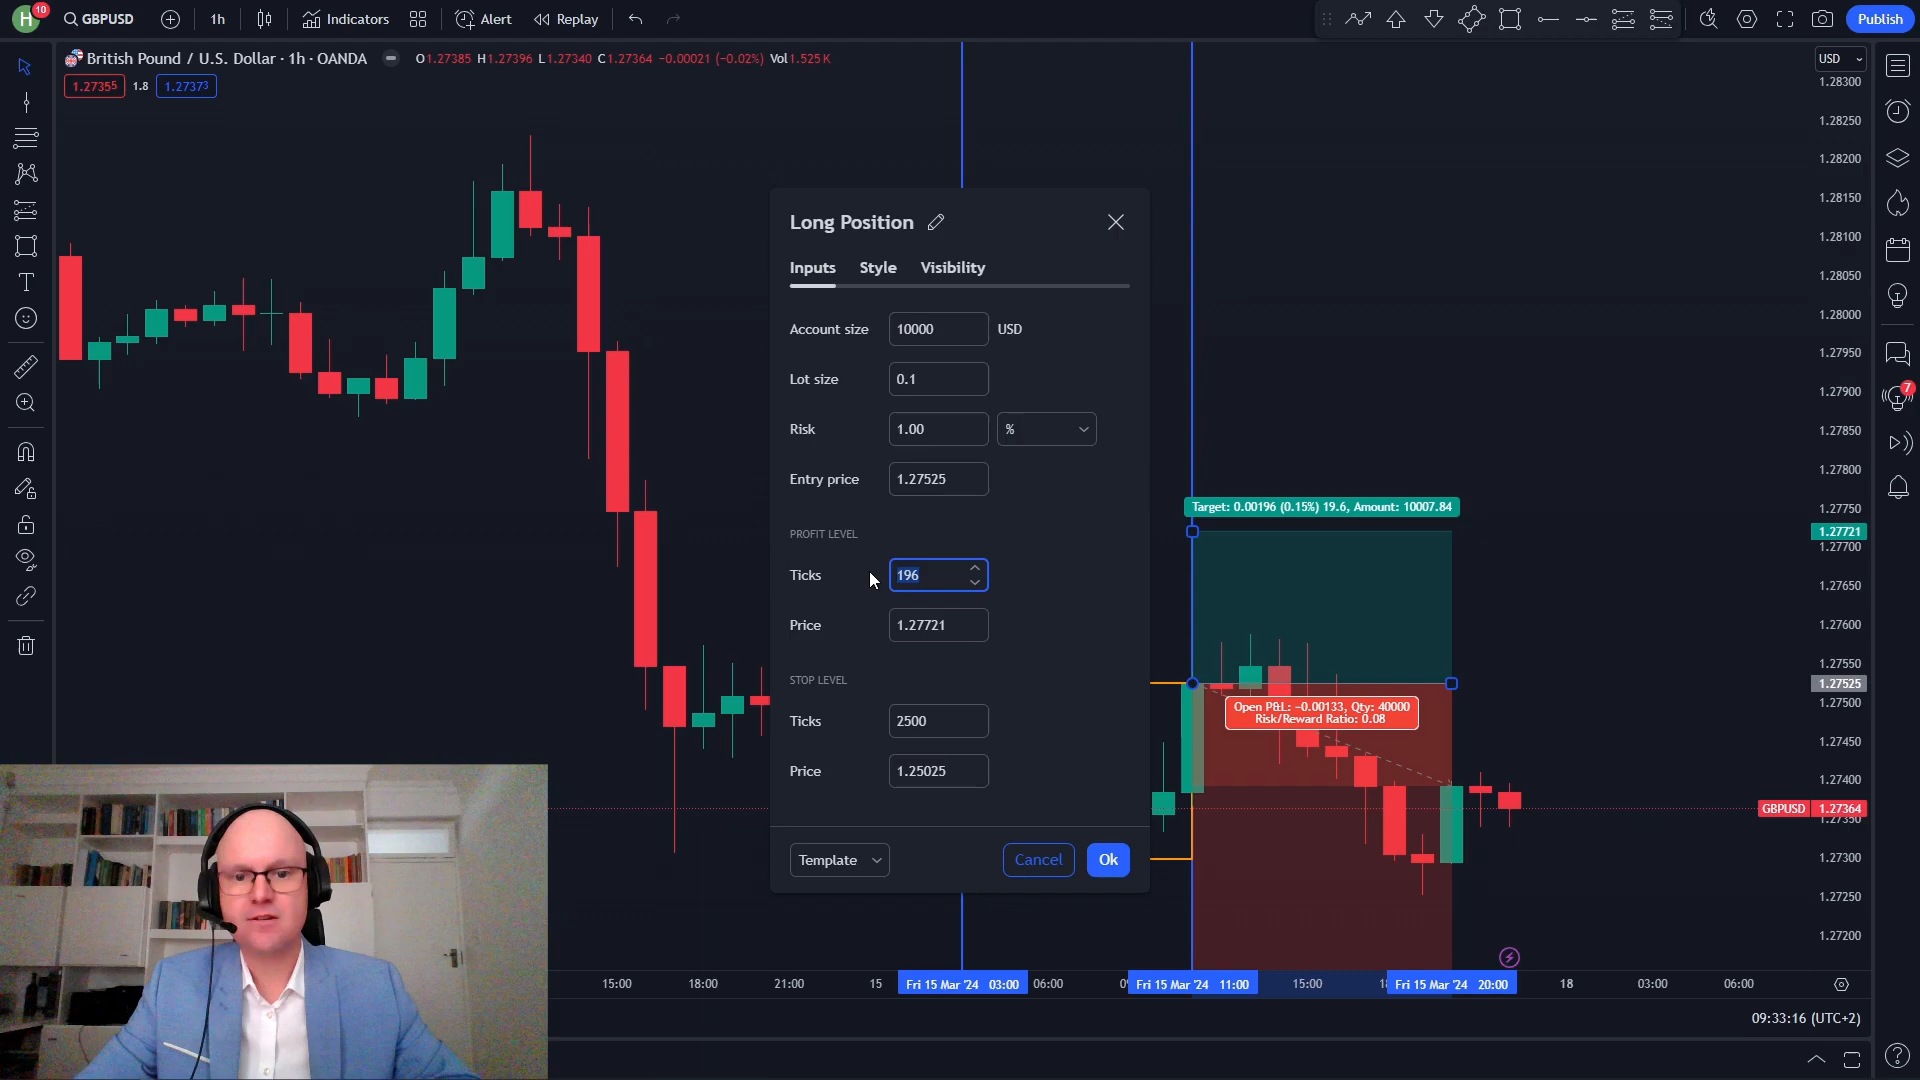 H 10 GBPUSD 1h Indicators Alert Replay Publish
British Pound / U.S. Dollar · 1h · OANDA O1.27385 H1.27396 L1.27340 C1.27364 −0.00021 (−0.02%) Vol1.525K
1.27355 1.8 1.27373
USD
1.28300
1.28250
1.28200
1.28150
1.28100
1.28050
1.28000
1.27950
1.27900
1.27850
1.27800
1.27750
1.27721
1.27700
1.27650
1.27600
1.27550
1.27525
1.27500
1.27450
1.27400
GBPUSD 1.27364
1.27350
1.27300
1.27250
1.27200
7
Long Position
Inputs Style Visibility
Account size 10000 USD
Lot size 0.1
Risk 1.00 %
Entry price 1.27525
PROFIT LEVEL
Ticks 196
Price 1.27721
STOP LEVEL
Ticks 2500
Price 1.25025
Template Cancel Ok
Target: 0.00196 (0.15%) 19.6, Amount: 10007.84
Open P&L: −0.00133, Qty: 40000
Risk/Reward Ratio: 0.08
15:00 18:00 21:00 15 Fri 15 Mar '24 03:00 06:00 Fri 15 Mar '24 11:00 15:00 Fri 15 Mar '24 20:00 18 03:00 06:00
09:33:16 (UTC+2)